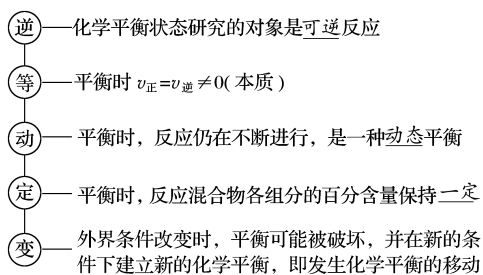 逆 化学平衡状态研究的对象是可逆反应
等 平衡时 v正=v逆≠0(本质)
动 平衡时，反应仍在不断进行，是一种动态平衡
定 平衡时，反应混合物各组分的百分含量保持一定
变 外界条件改变时，平衡可能被破坏，并在新的条
件下建立新的化学平衡，即发生化学平衡的移动